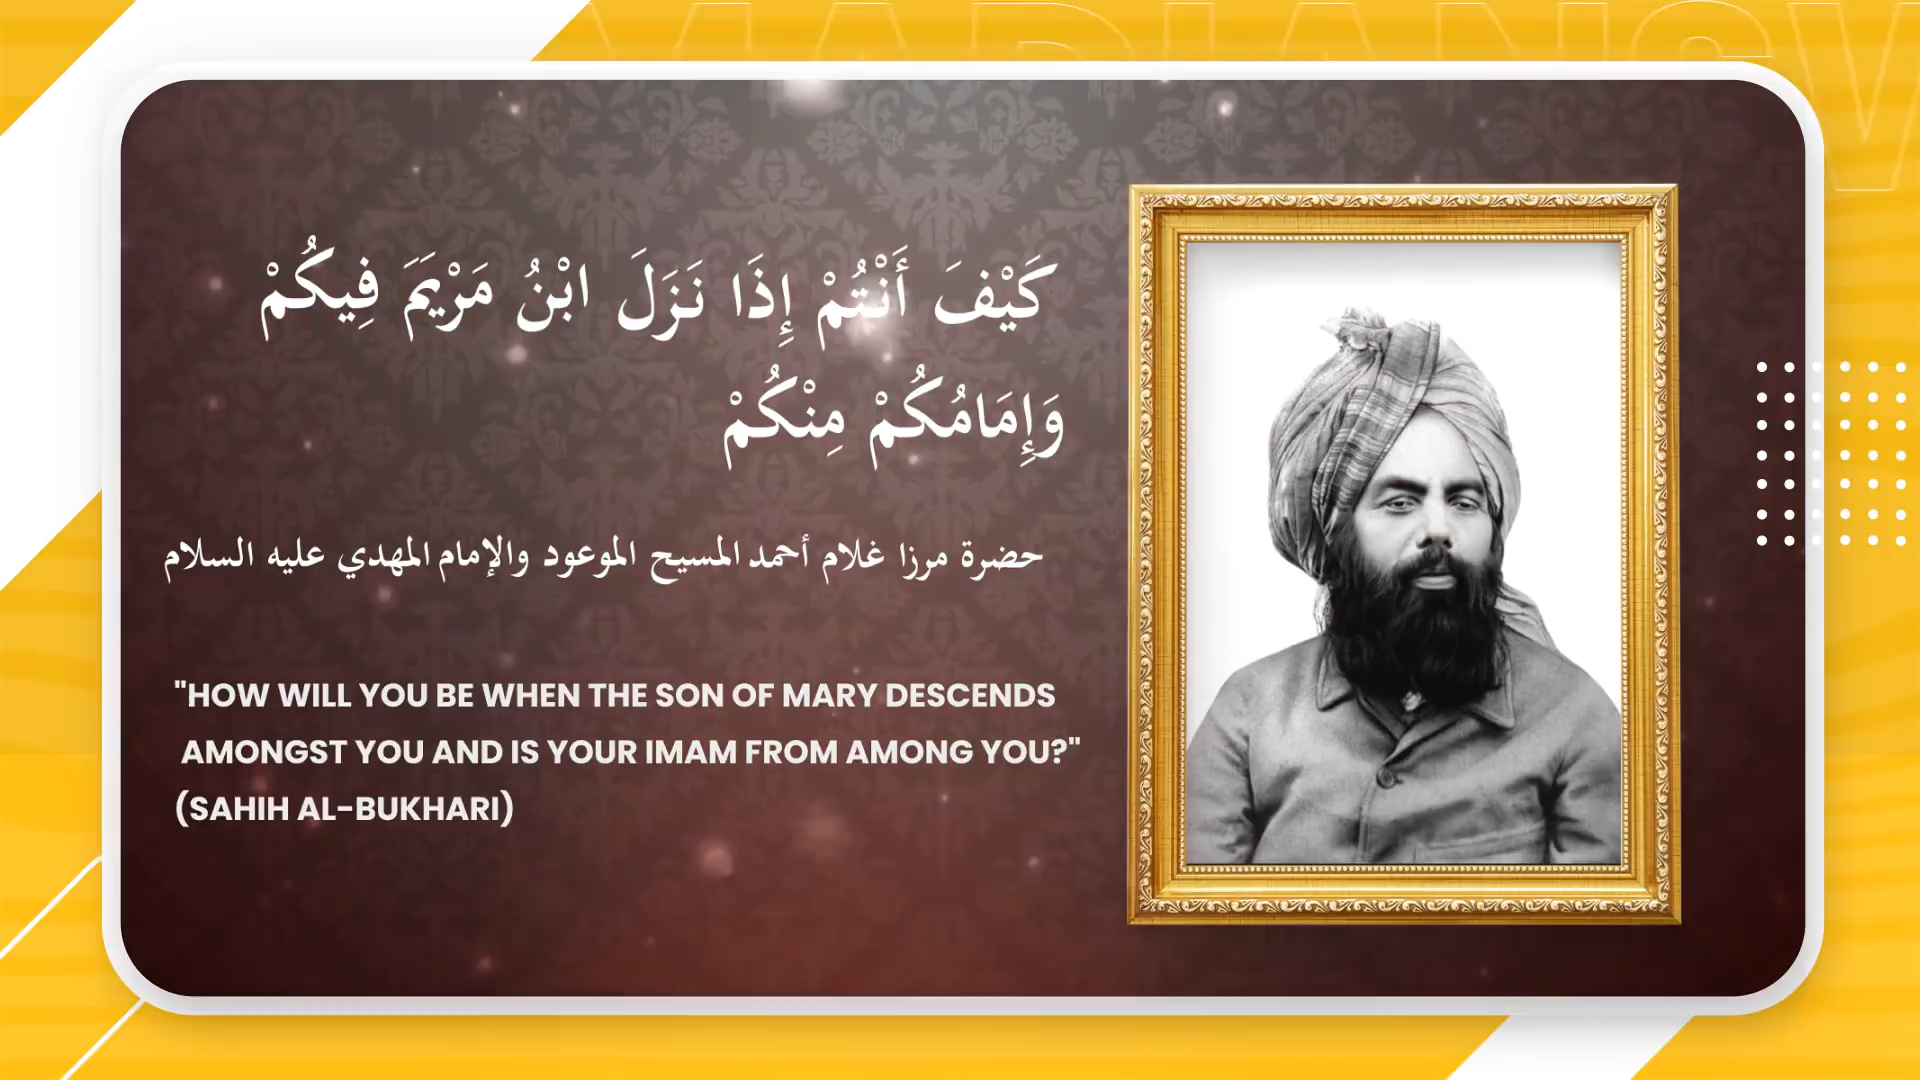 كَيْفَ أَنْتُمْ إِذَا نَزَلَ ابْنُ مَرْيَمَ فِيكُمْ
وَإِمَامُكُمْ مِنْكُمْ
حضرة مرزا غلام أحمد المسيح الموعود والإمام المهدي عليه السلام
"HOW WILL YOU BE WHEN THE SON OF MARY DESCENDS
AMONGST YOU AND IS YOUR IMAM FROM AMONG YOU?"
(SAHIH AL-BUKHARI)